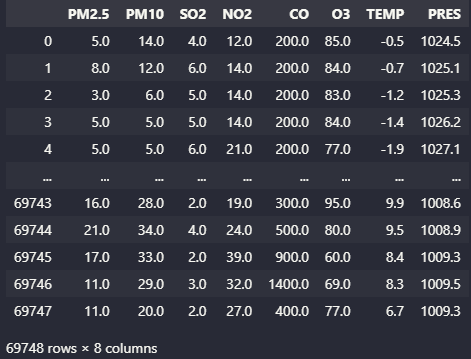 PM2.5 PM10 SO2 NO2 CO O3 TEMP PRES
0 5.0 14.0 4.0 12.0 200.0 85.0 -0.5 1024.5
1 8.0 12.0 6.0 14.0 200.0 84.0 -0.7 1025.1
2 3.0 6.0 5.0 14.0 200.0 83.0 -1.2 1025.3
3 5.0 5.0 5.0 14.0 200.0 84.0 -1.4 1026.2
4 5.0 5.0 6.0 21.0 200.0 77.0 -1.9 1027.1
... ... ... ... ... ... ... ... ...
69743 16.0 28.0 2.0 19.0 300.0 95.0 9.9 1008.6
69744 21.0 34.0 4.0 24.0 500.0 80.0 9.5 1008.9
69745 17.0 33.0 2.0 39.0 900.0 60.0 8.4 1009.3
69746 11.0 29.0 3.0 32.0 1400.0 69.0 8.3 1009.5
69747 11.0 20.0 2.0 27.0 400.0 77.0 6.7 1009.3
69748 rows × 8 columns